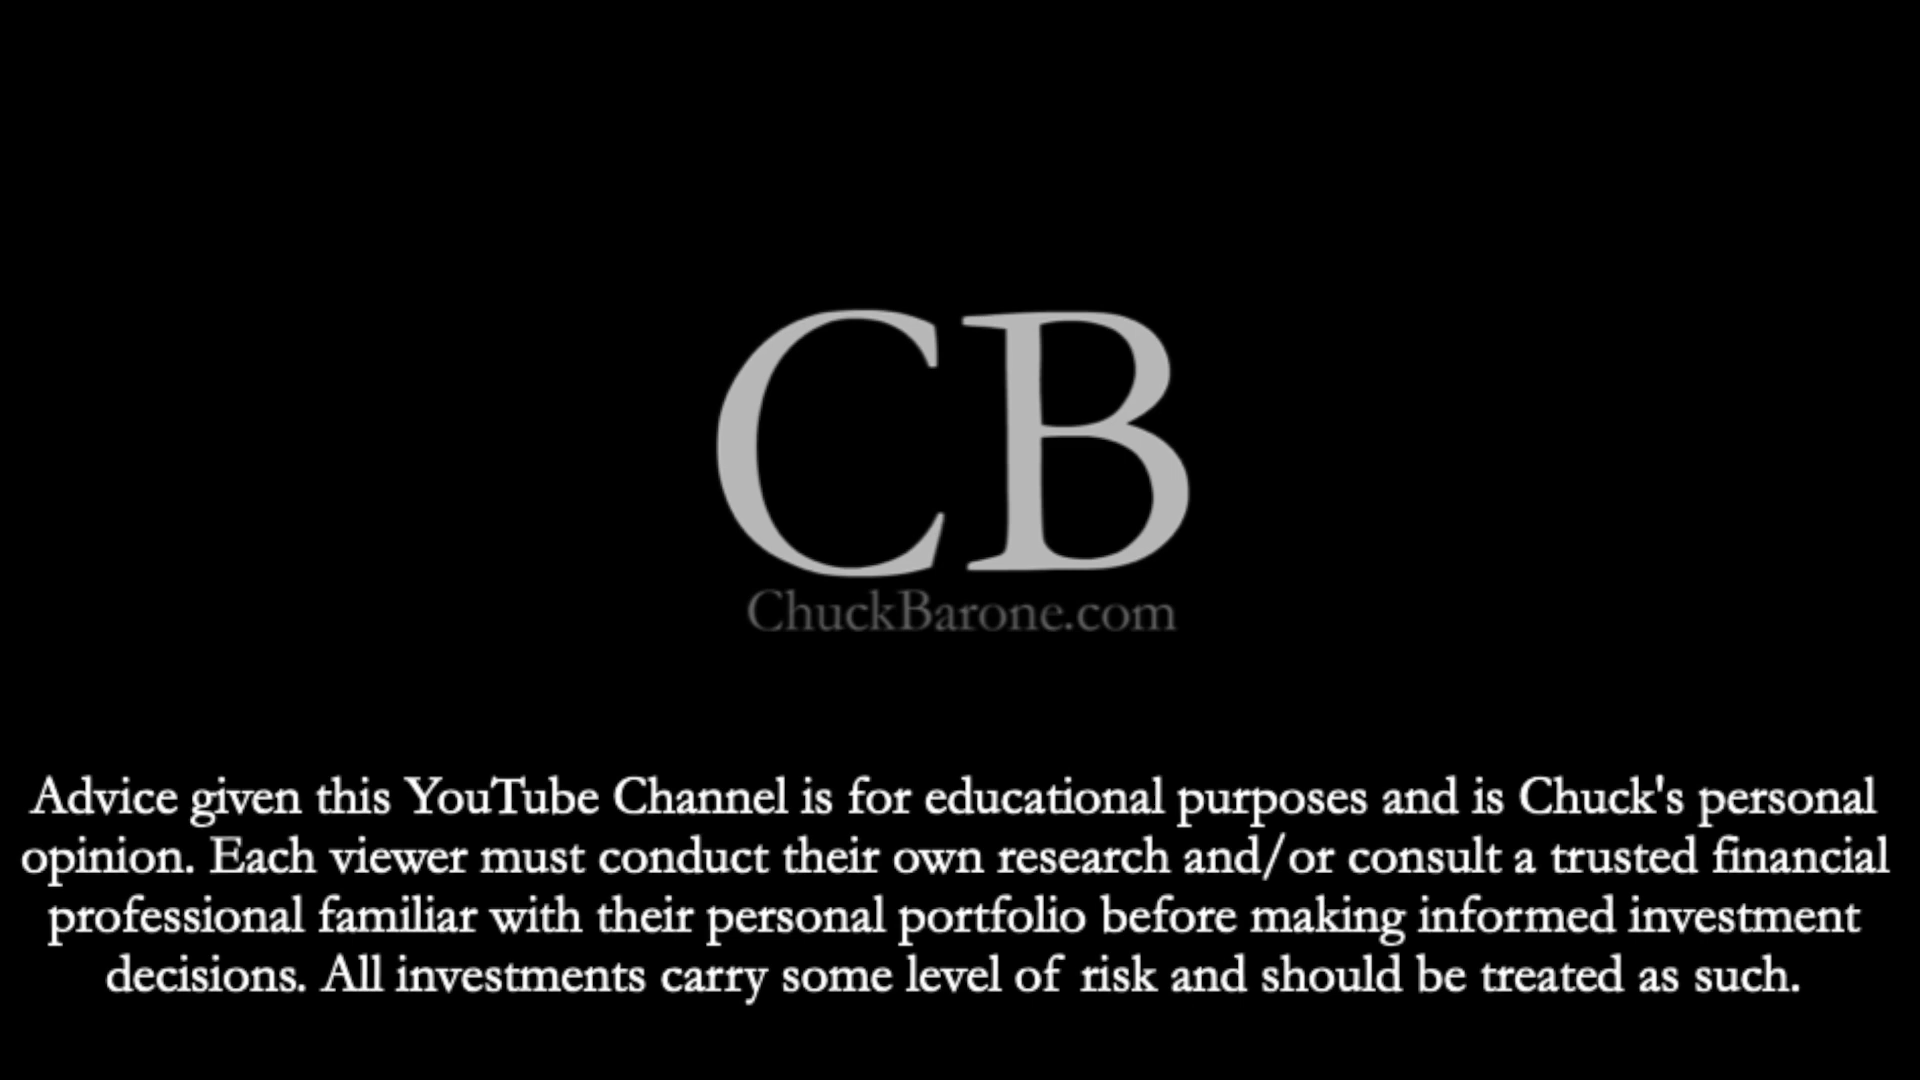 CB
ChuckBarone.com
Advice given this YouTube Channel is for educational purposes and is Chuck's personal
opinion. Each viewer must conduct their own research and/or consult a trusted financial
professional familiar with their personal portfolio before making informed investment
decisions. All investments carry some level of risk and should be treated as such.